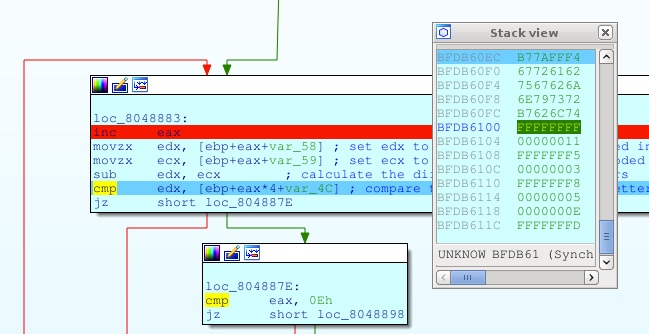 Stack view
BFDB60EC B77AFFF4
BFDB60F0 67726162
BFDB60F4 7567626A
BFDB60F8 6E797372
BFDB60FC B7626C74
BFDB6100 FFFFFFFF
BFDB6104 00000011
BFDB6108 FFFFFFF5
BFDB610C 00000003
BFDB6110 FFFFFFF8
BFDB6114 00000005
BFDB6118 0000000E
BFDB611C FFFFFFFD
UNKNOW BFDB61 (Synch
loc_8048883:
inc eax
movzx edx, [ebp+eax+var_58] ; set edx to
movzx ecx, [ebp+eax+var_59] ; set ecx to
sub edx, ecx ; calculate the di
cmp edx, [ebp+eax*4+var_4C] ; compare t
jz short loc_804887E
loc_804887E:
cmp eax, 0Eh
jz short loc_8048898